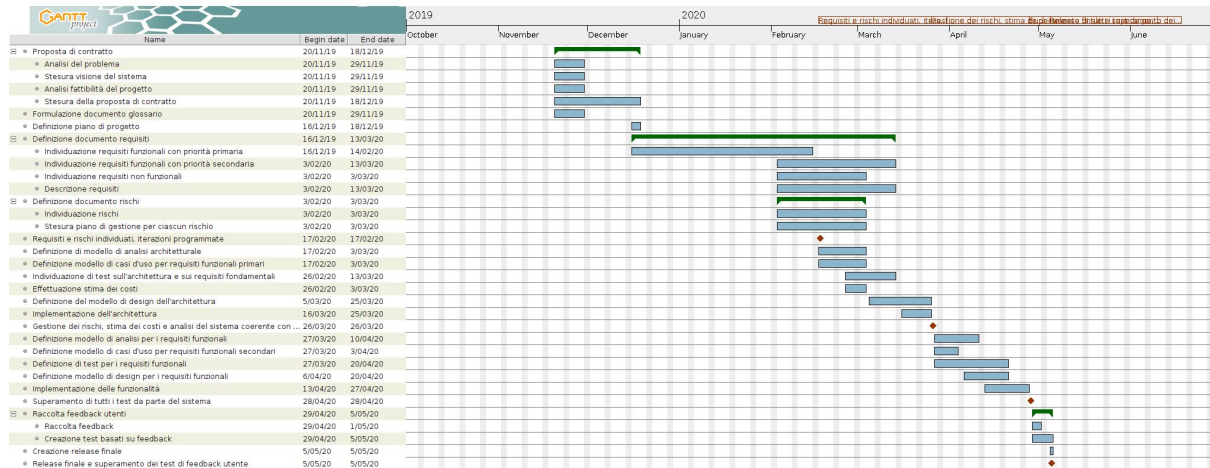 GANTT project
2019
2020
Name Begin date End date
October November December January February March April May June
Proposta di contratto 20/11/19 18/12/19
Analisi del problema 20/11/19 29/11/19
Stesura visione del sistema 20/11/19 29/11/19
Analisi fattibilità del progetto 20/11/19 29/11/19
Stesura della proposta di contratto 20/11/19 18/12/19
Formulazione documento glossario 20/11/19 29/11/19
Definizione piano di progetto 16/12/19 18/12/19
Definizione documento requisiti 16/12/19 13/03/20
Individuazione requisiti funzionali con priorità primaria 16/12/19 14/02/20
Individuazione requisiti funzionali con priorità secondaria 3/02/20 13/03/20
Individuazione requisiti non funzionali 3/02/20 3/03/20
Descrizione requisiti 3/02/20 13/03/20
Definizione documento rischi 3/02/20 3/03/20
Individuazione rischi 3/02/20 3/03/20
Stesura piano di gestione per ciascun rischio 3/02/20 3/03/20
Requisiti e rischi individuati, iterazioni programmate 17/02/20 17/02/20
Definizione di modello di analisi architetturale 17/02/20 3/03/20
Definizione modello di casi d'uso per requisiti funzionali primari 17/02/20 3/03/20
Individuazione di test sull'architettura e sui requisiti fondamentali 26/02/20 13/03/20
Effettuazione stima dei costi 26/02/20 3/03/20
Definizione del modello di design dell'architettura 5/03/20 25/03/20
Implementazione dell'architettura 16/03/20 25/03/20
Gestione dei rischi, stima dei costi e analisi del sistema coerente con ... 26/03/20 26/03/20
Definizione modello di analisi per i requisiti funzionali 27/03/20 10/04/20
Definizione modello di casi d'uso per requisiti funzionali secondari 27/03/20 3/04/20
Definizione di test per i requisiti funzionali 27/03/20 20/04/20
Definizione modello di design per i requisiti funzionali 6/04/20 20/04/20
Implementazione delle funzionalità 13/04/20 27/04/20
Superamento di tutti i test da parte del sistema 28/04/20 28/04/20
Raccolta feedback utenti 29/04/20 5/05/20
Raccolta feedback 29/04/20 1/05/20
Creazione test basati su feedback 29/04/20 5/05/20
Creazione release finale 5/05/20 5/05/20
Release finale e superamento dei test di feedback utente 5/05/20 5/05/20